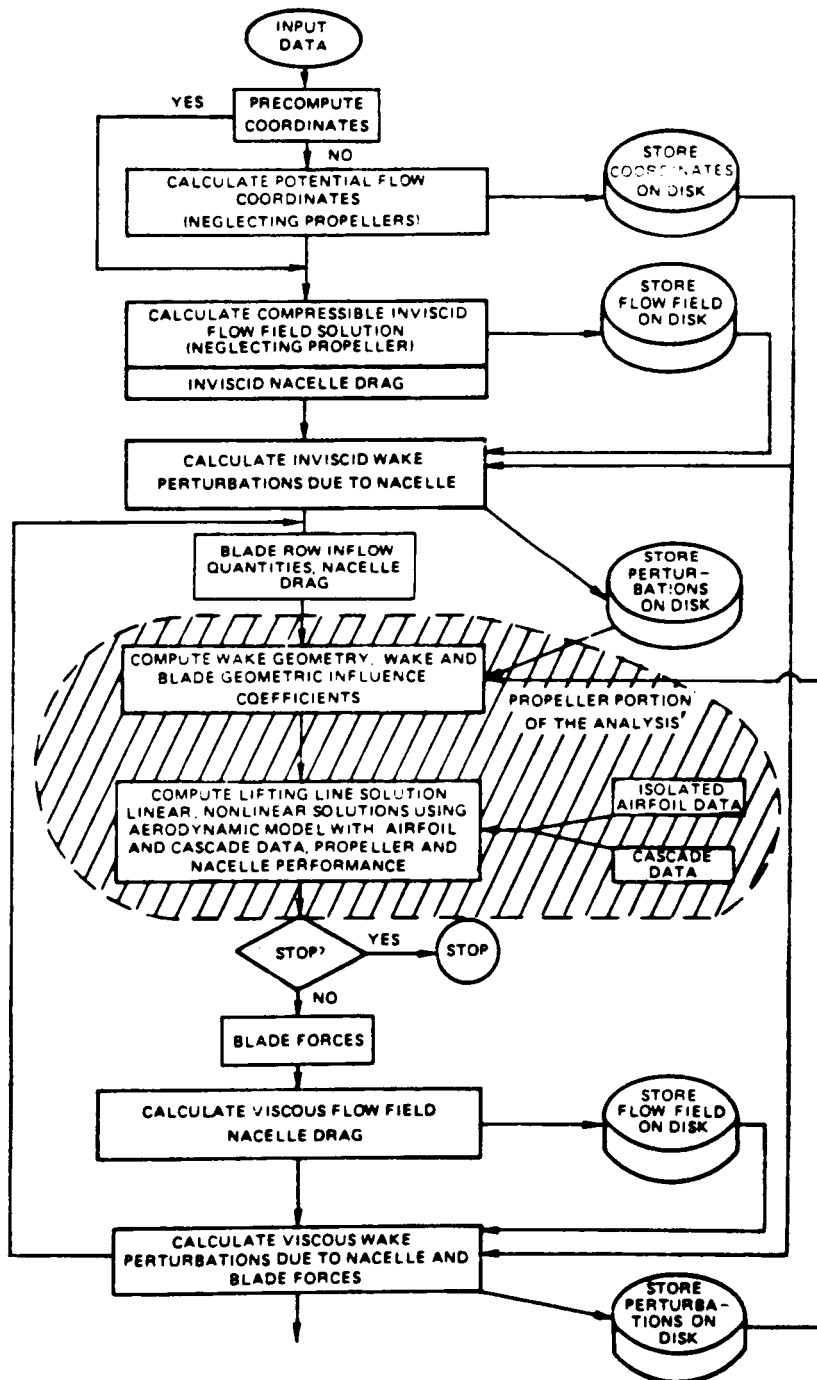 INPUT
DATA
YES
PRECOMPUTE
COORDINATES
NO
CALCULATE POTENTIAL FLOW
COORDINATES
(NEGLECTING PROPELLERS)
STORE
COORDINATES
ON DISK
CALCULATE COMPRESSIBLE INVISCID
FLOW FIELD SOLUTION
(NEGLECTING PROPELLER)
INVISCID NACELLE DRAG
STORE
FLOW FIELD
ON DISK
CALCULATE INVISCID WAKE
PERTURBATIONS DUE TO NACELLE
BLADE ROW INFLOW
QUANTITIES, NACELLE
DRAG
STORE
PERTUR-
BATIONS
ON DISK
COMPUTE WAKE GEOMETRY, WAKE AND
BLADE GEOMETRIC INFLUENCE
COEFFICIENTS
PROPELLER PORTION
OF THE ANALYSIS
COMPUTE LIFTING LINE SOLUTION
LINEAR, NONLINEAR SOLUTIONS USING
AERODYNAMIC MODEL WITH AIRFOIL
AND CASCADE DATA, PROPELLER AND
NACELLE PERFORMANCE
ISOLATED
AIRFOIL DATA
CASCADE
DATA
STOP?
YES
STOP
NO
BLADE FORCES
CALCULATE VISCOUS FLOW FIELD
NACELLE DRAG
STORE
FLOW FIELD
ON DISK
CALCULATE VISCOUS WAKE
PERTURBATIONS DUE TO NACELLE AND
BLADE FORCES
STORE
PERTURBA-
TIONS ON
DISK